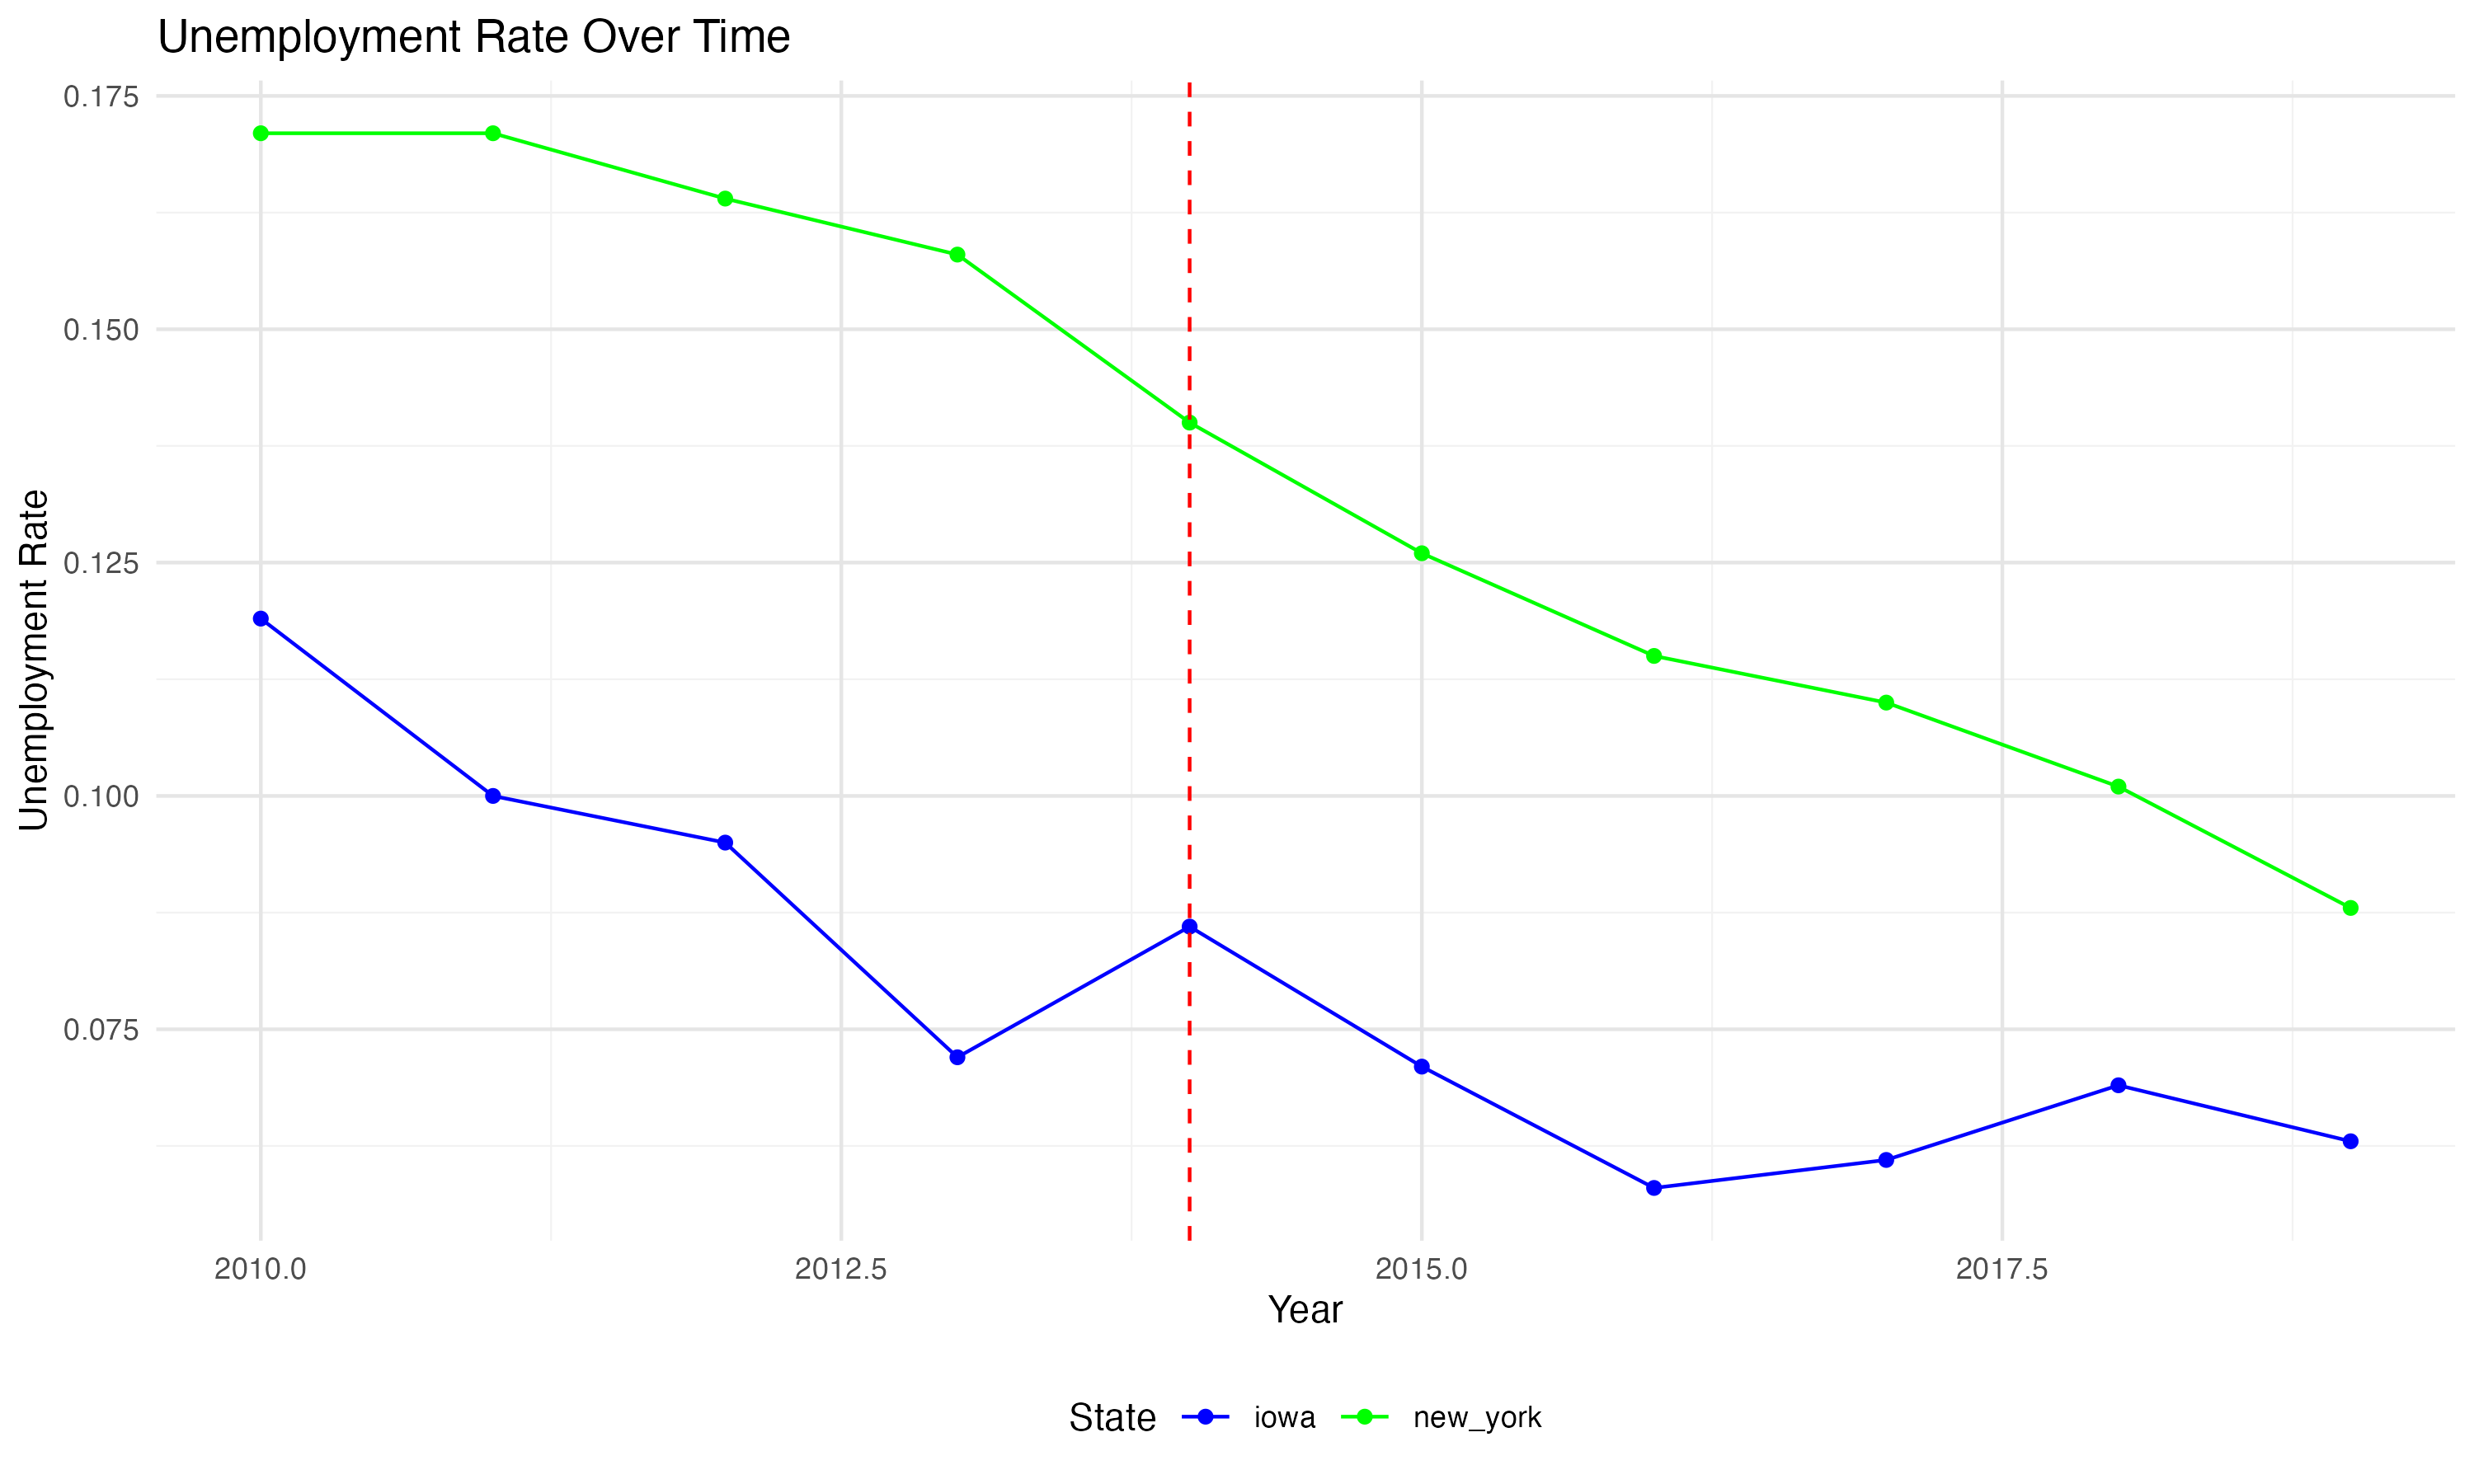 Unemployment Rate Over Time
Unemployment Rate
0.175
0.150
0.125
0.100
0.075
2010.0 2012.5 2015.0 2017.5
Year
State iowa new_york